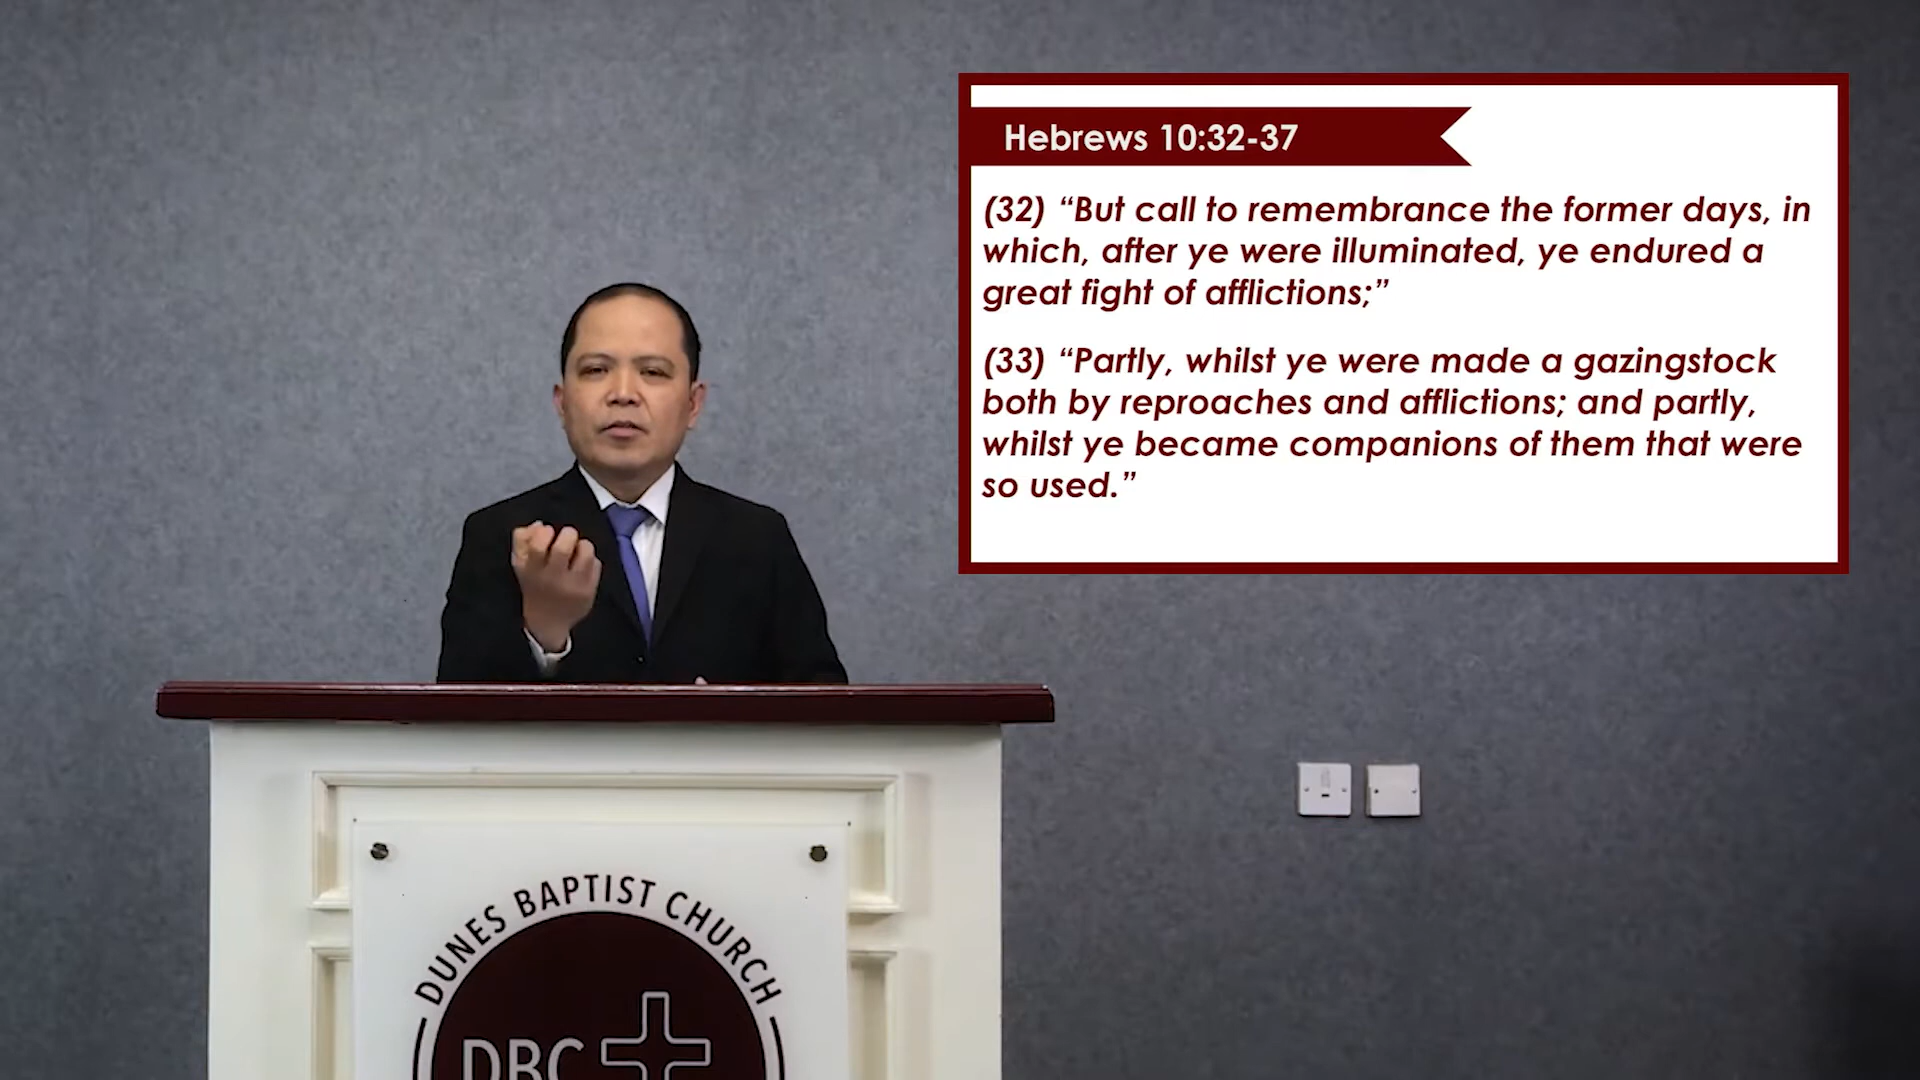 Hebrews 10:32-37
(32) “But call to remembrance the former days, in
which, after ye were illuminated, ye endured a
great fight of afflictions;”
(33) “Partly, whilst ye were made a gazingstock
both by reproaches and afflictions; and partly,
whilst ye became companions of them that were
so used.”
DUNES BAPTIST CHURCH
DBC